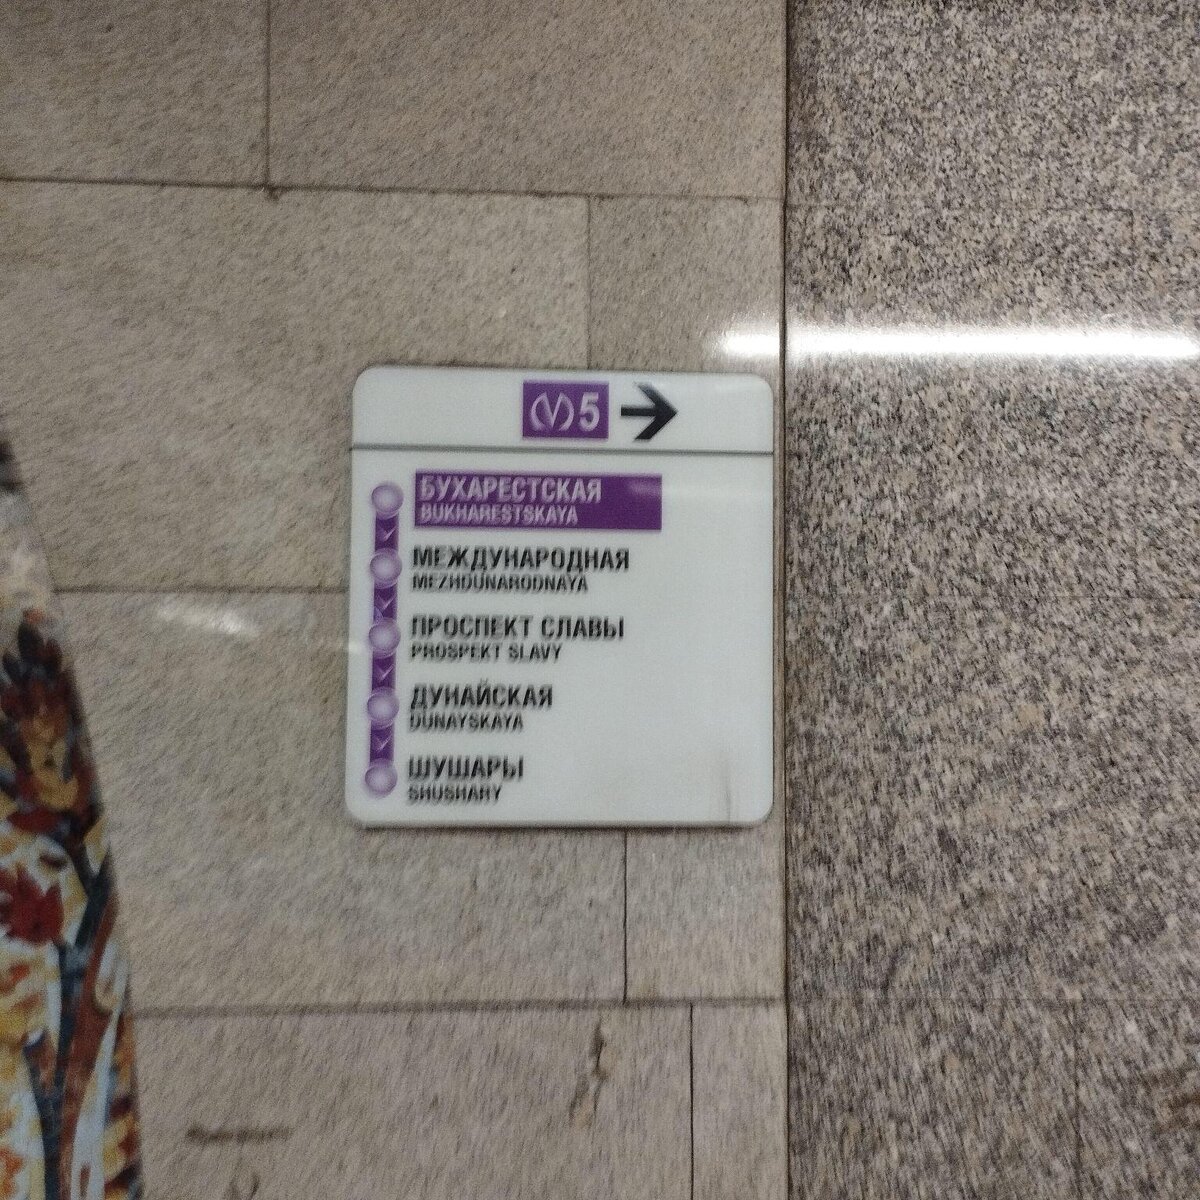 М 5
БУХАРЕСТСКАЯ
BUKHARESTSKAYA
МЕЖДУНАРОДНАЯ
MEZHDUNARODNAYA
ПРОСПЕКТ СЛАВЫ
PROSPEKT SLAVY
ДУНАЙСКАЯ
DUNAYSKAYA
ШУШАРЫ
SHUSHARY